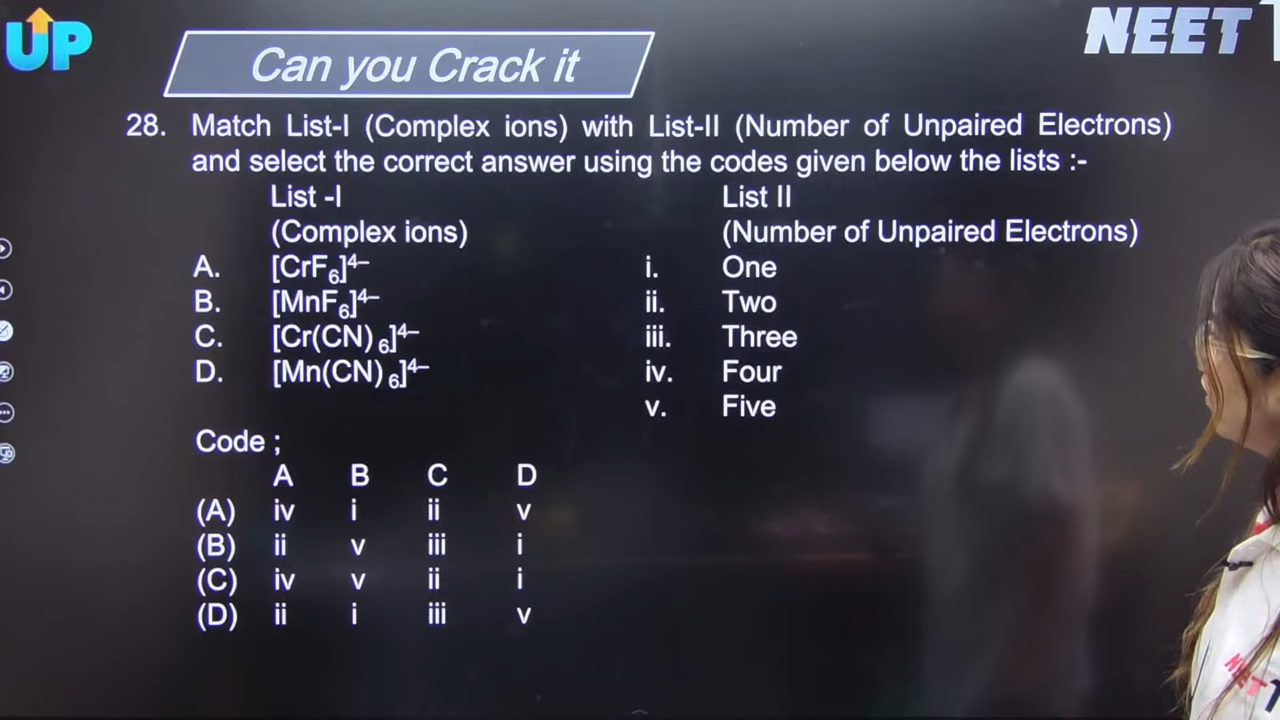 UP
NEET
Can you Crack it
28. Match List-I (Complex ions) with List-II (Number of Unpaired Electrons)
and select the correct answer using the codes given below the lists :-
List -I List II
(Complex ions) (Number of Unpaired Electrons)
A. [CrF₆]⁴⁻ i. One
B. [MnF₆]⁴⁻ ii. Two
C. [Cr(CN) ₆]⁴⁻ iii. Three
D. [Mn(CN) ₆]⁴⁻ iv. Four
v. Five
Code ;
A B C D
(A) iv i ii v
(B) ii v iii i
(C) iv v ii i
(D) ii i iii v
NEET